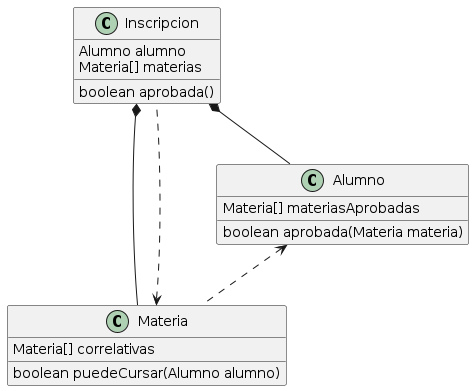 C Inscripcion
Alumno alumno
Materia[] materias
boolean aprobada()
C Alumno
Materia[] materiasAprobadas
boolean aprobada(Materia materia)
C Materia
Materia[] correlativas
boolean puedeCursar(Alumno alumno)